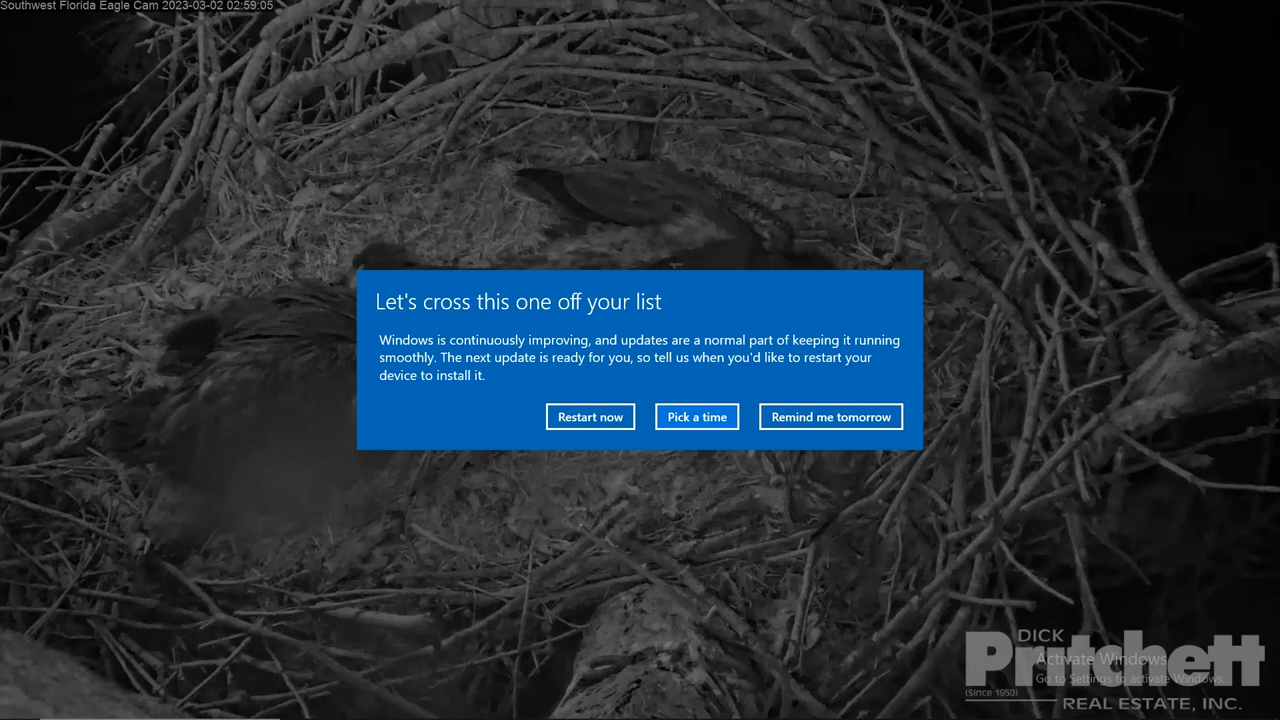 Southwest Florida Eagle Cam 2023-03-02 02:59:05
Let's cross this one off your list
Windows is continuously improving, and updates are a normal part of keeping it running
smoothly. The next update is ready for you, so tell us when you'd like to restart your
device to install it.
Restart now
Pick a time
Remind me tomorrow
DICK
Pritchett
Activate Windows
Go to Settings to activate Windows.
(Since 1950)
REAL ESTATE, INC.